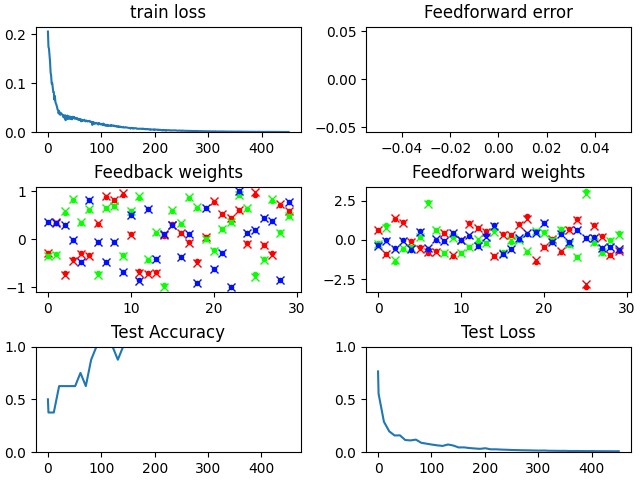 train loss
Feedforward error
0.2
0.1
0.0
0 100 200 300 400
0.05
0.00
−0.05
−0.04 −0.02 0.00 0.02 0.04
Feedback weights
Feedforward weights
1
0
−1
0 10 20 30
2.5
0.0
−2.5
0 10 20 30
Test Accuracy
Test Loss
1.0
0.5
0.0
0 100 200 300 400
1.0
0.5
0.0
0 100 200 300 400